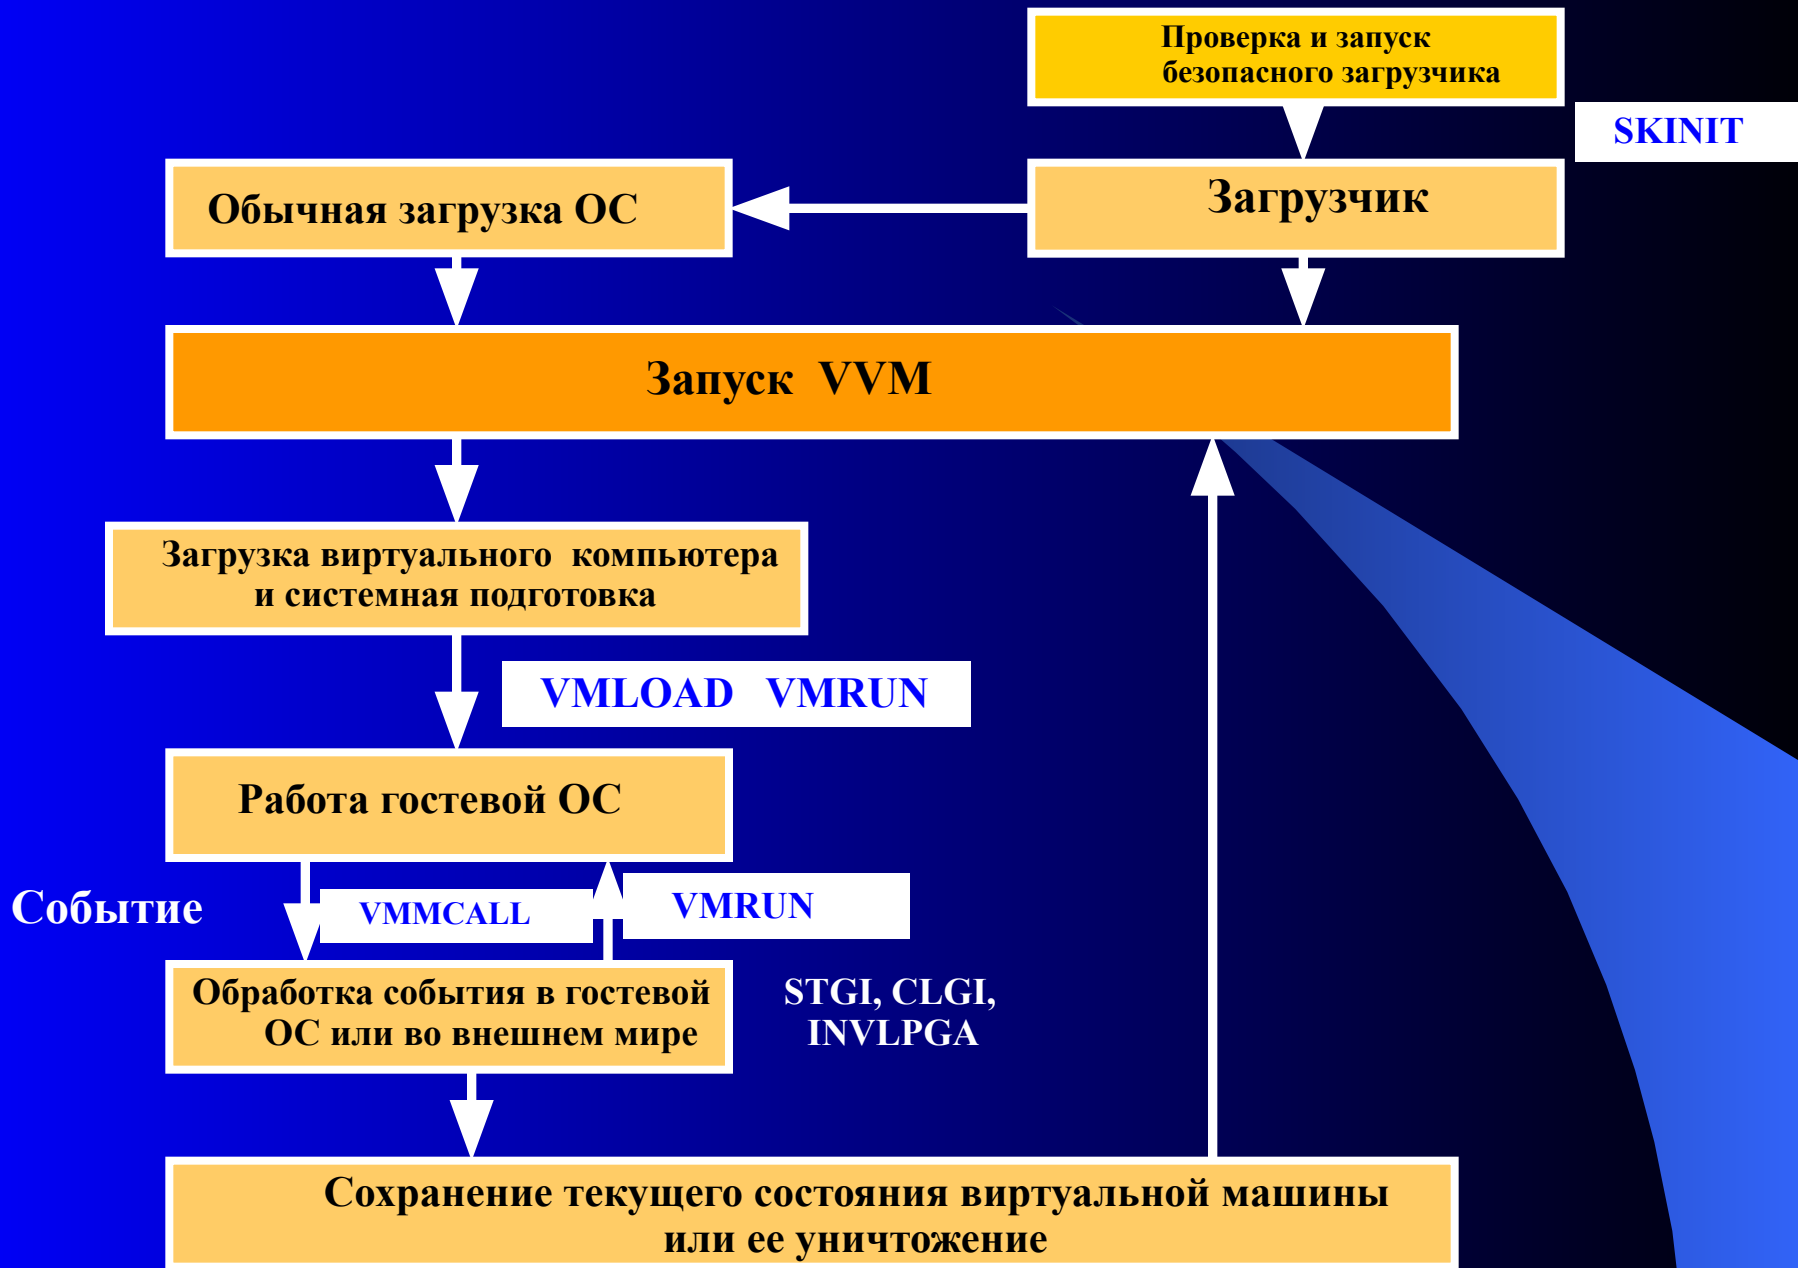 Проверка и запуск
безопасного загрузчика
SKINIT
Загрузчик
Обычная загрузка ОС
Запуск VVM
Загрузка виртуального компьютера
и системная подготовка
VMLOAD VMRUN
Работа гостевой ОС
Событие
VMMCALL
VMRUN
Обработка события в гостевой
ОС или во внешнем мире
STGI, CLGI,
INVLPGA
Сохранение текущего состояния виртуальной машины
или ее уничтожение